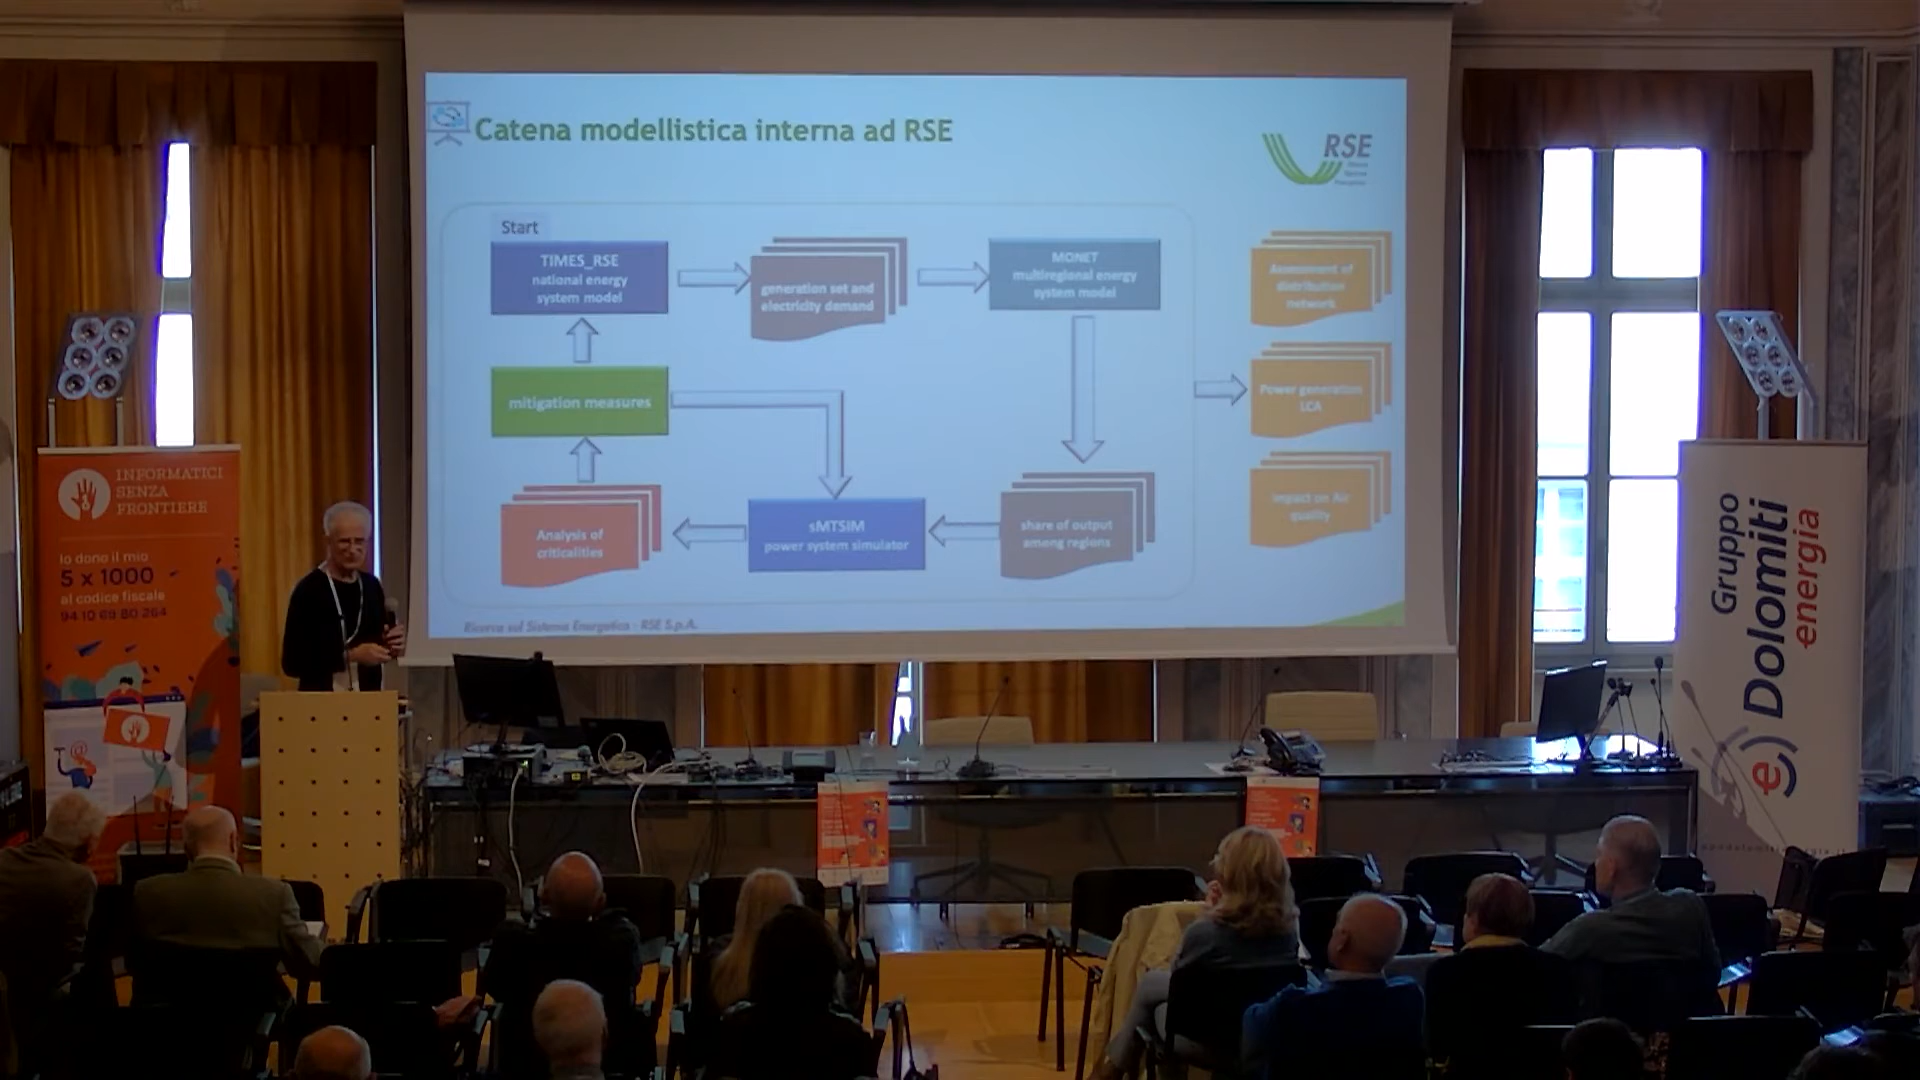 Catena modellistica interna ad RSE
RSE
Start
TIMES_RSE
national energy
system model
generation set and
electricity demand
MONET
multiregional energy
system model
Assessment of
distribution
network
mitigation measures
Power generation
LCA
Analysis of
criticalities
sMTSIM
power system simulator
share of output
among regions
Impact on Air
quality
Ricerca sul Sistema Energetico - RSE S.p.A.
INFORMATICI
SENZA
FRONTIERE
Io dono il mio
5 x 1000
al codice fiscale
94 10 69 80 264
Gruppo
Dolomiti
energia